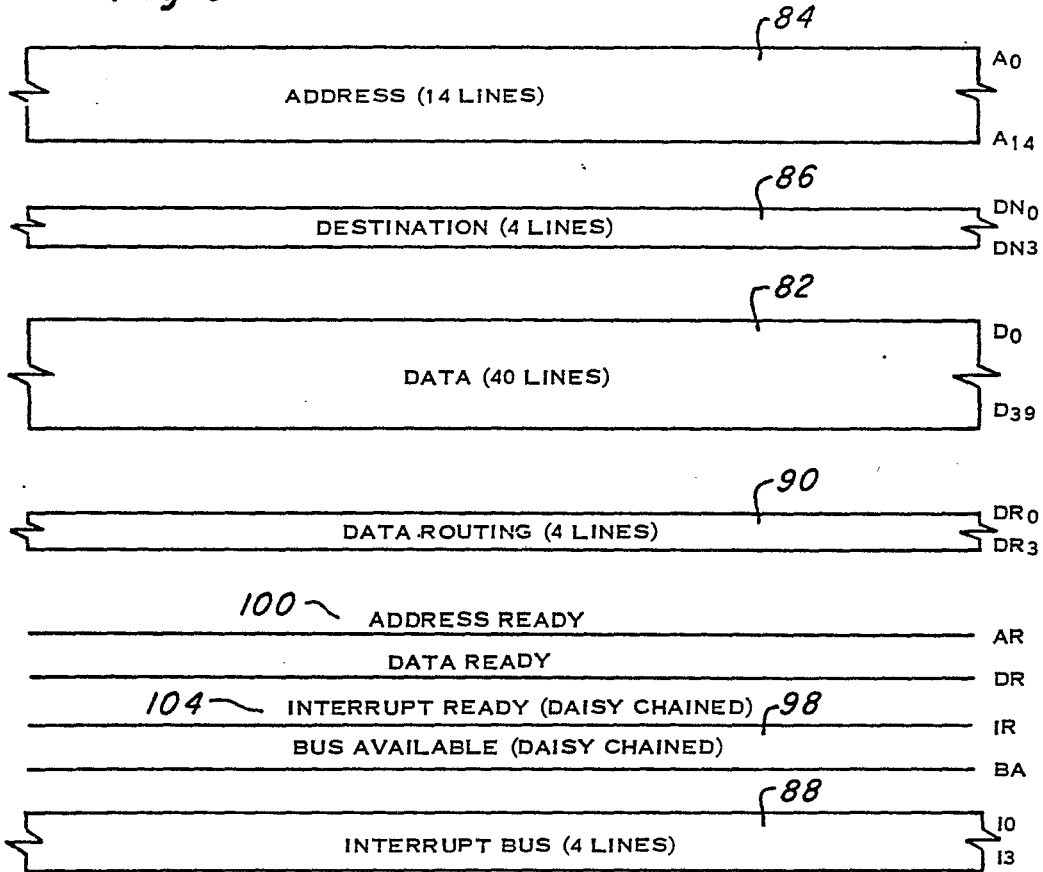 84
A0
ADDRESS (14 LINES)
A14
86
DN0
DESTINATION (4 LINES)
DN3
82
D0
DATA (40 LINES)
D39
90
DR0
DATA ROUTING (4 LINES)
DR3
100
ADDRESS READY
AR
DATA READY
DR
104
INTERRUPT READY (DAISY CHAINED)
98
IR
BUS AVAILABLE (DAISY CHAINED)
BA
88
I0
INTERRUPT BUS (4 LINES)
I3